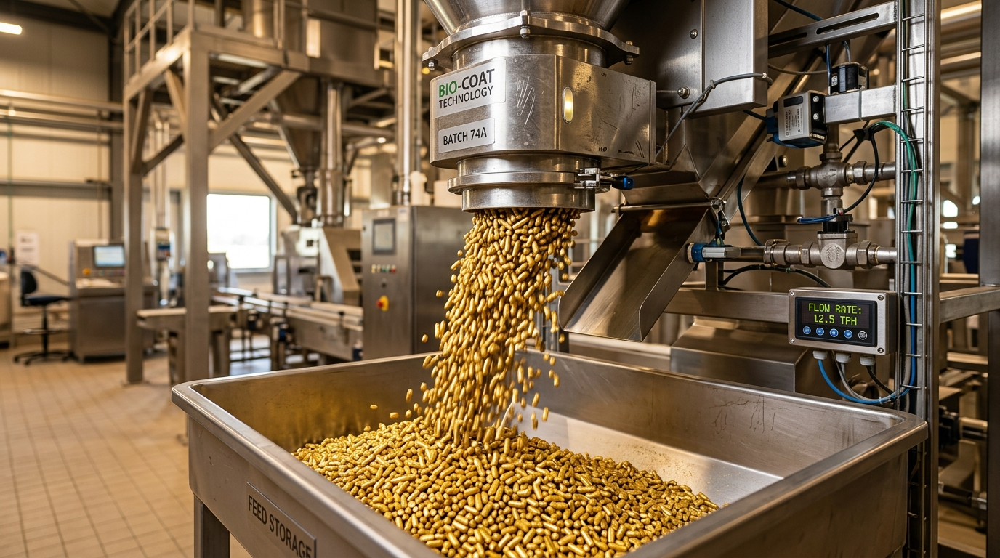 BIO-COAT
TECHNOLOGY
BATCH 74A
FLOW RATE:
12.5 TPH
FEED STORAGE